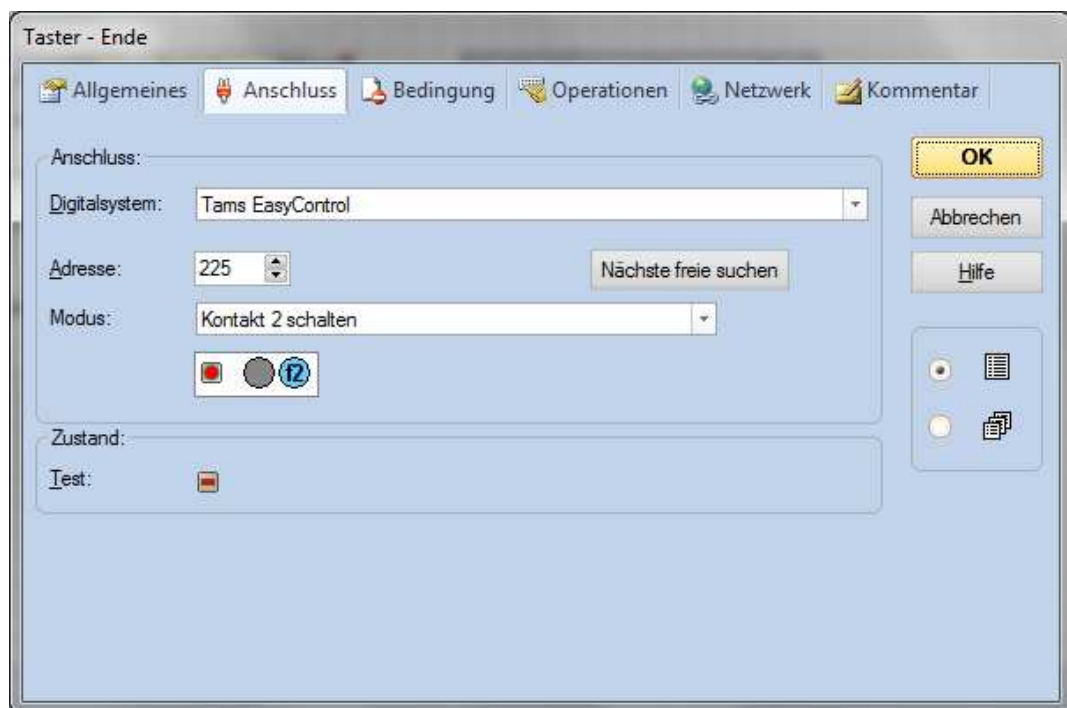 Taster - Ende
Allgemeines Anschluss Bedingung Operationen Netzwerk Kommentar
Anschluss:
Digitalsystem: Tams EasyControl
Adresse: 225 Nächste freie suchen
Modus: Kontakt 2 schalten
f2
Zustand:
Test:
OK
Abbrechen
Hilfe